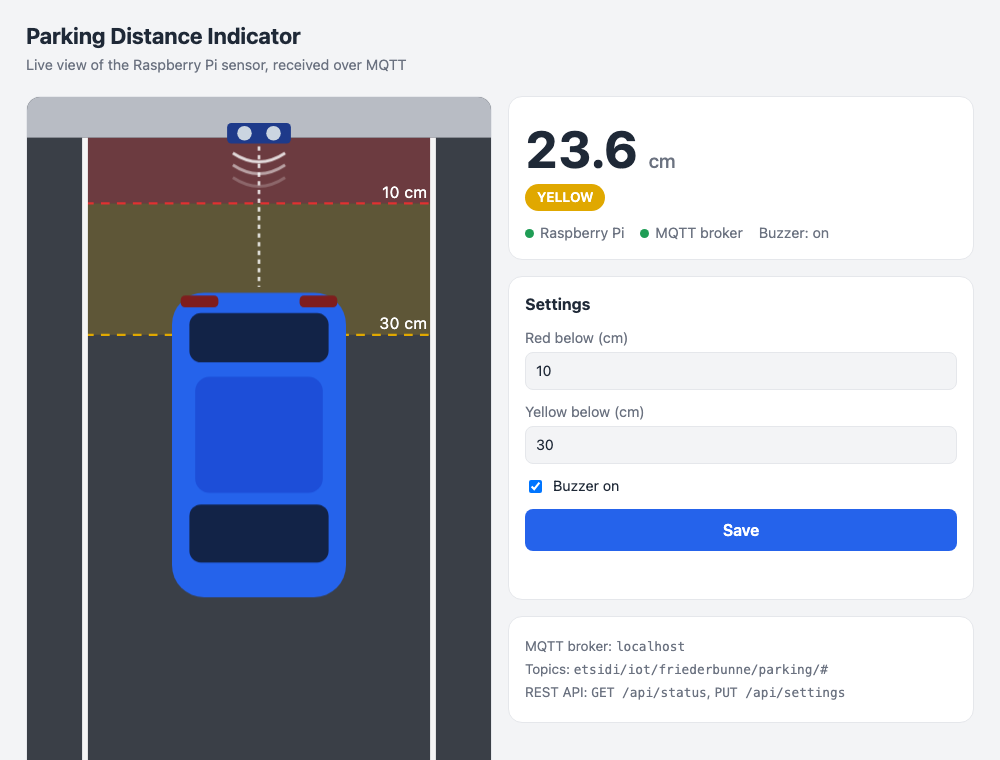 Parking Distance Indicator
Live view of the Raspberry Pi sensor, received over MQTT
10 cm
30 cm
23.6 cm
YELLOW
Raspberry Pi MQTT broker Buzzer: on
Settings
Red below (cm)
10
Yellow below (cm)
30
Buzzer on
Save
MQTT broker: localhost
Topics: etsidi/iot/friederbunne/parking/#
REST API: GET /api/status, PUT /api/settings